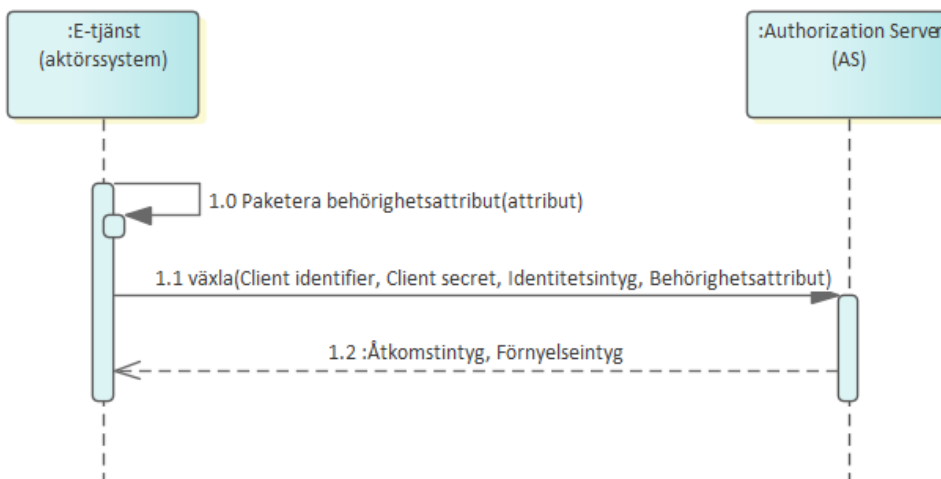 :E-tjänst
(aktörssystem)
:Authorization Server
(AS)
1.0 Paketera behörighetsattribut(attribut)
1.1 växla(Client identifier, Client secret, Identitetsintyg, Behörighetsattribut)
1.2 :Åtkomstintyg, Förnyelseintyg